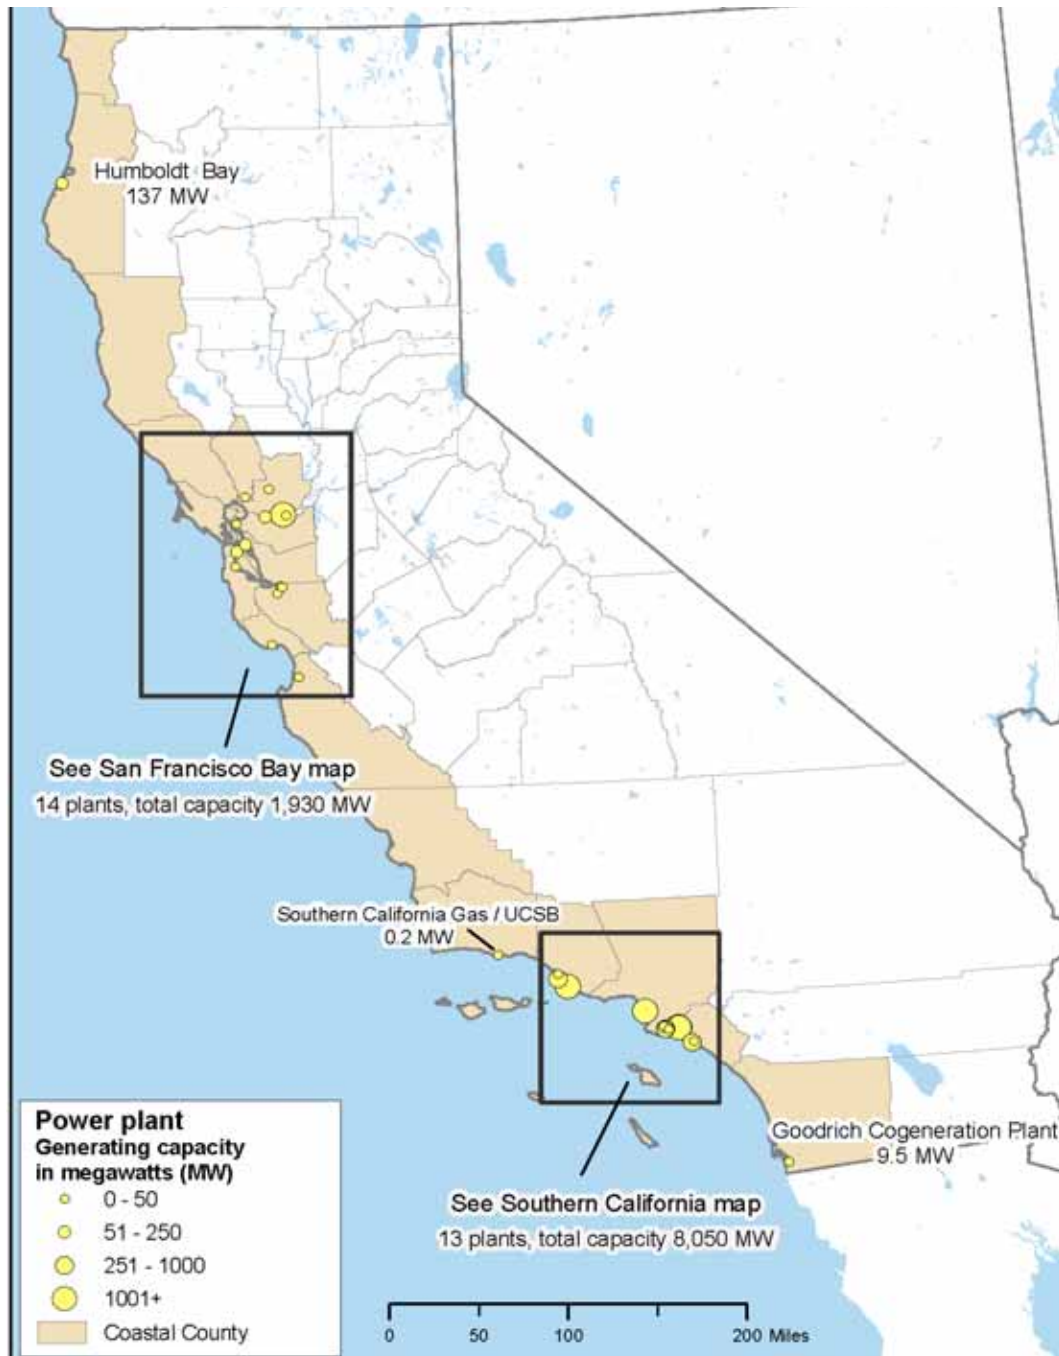 Humboldt Bay
137 MW
See San Francisco Bay map
14 plants, total capacity 1,930 MW
Southern California Gas / UCSB
0.2 MW
Goodrich Cogeneration Plant
9.5 MW
See Southern California map
13 plants, total capacity 8,050 MW
Power plant
Generating capacity
in megawatts (MW)
0 - 50
51 - 250
251 - 1000
1001+
Coastal County
0 50 100 200 Miles